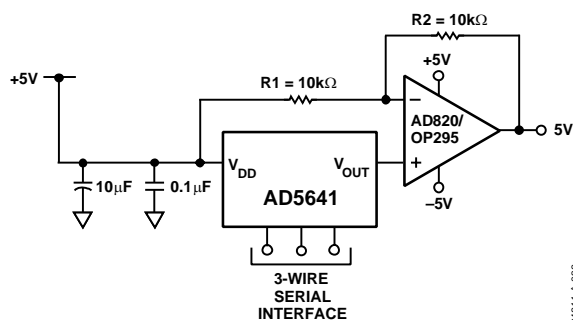 R2 = 10kΩ
+5V
+5V
R1 = 10kΩ
–
AD820/
OP295
5V
+
VDD
VOUT
10μF
0.1μF
AD5641
–5V
3-WIRE
SERIAL
INTERFACE